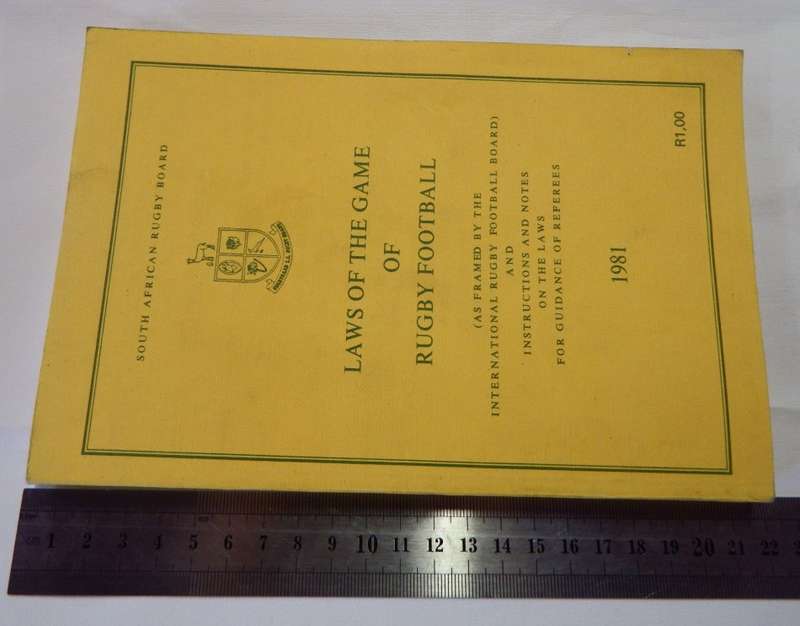 SOUTH AFRICAN RUGBY BOARD
LAWS OF THE GAME
OF
RUGBY FOOTBALL
(AS FRAMED BY THE
INTERNATIONAL RUGBY FOOTBALL BOARD)
AND
INSTRUCTIONS AND NOTES
ON THE LAWS
FOR GUIDANCE OF REFEREES
1981
R1,00
1 2 3 4 5 6 7 8 9 10 11 12 13 14 15 16 17 18 19 20 21 22